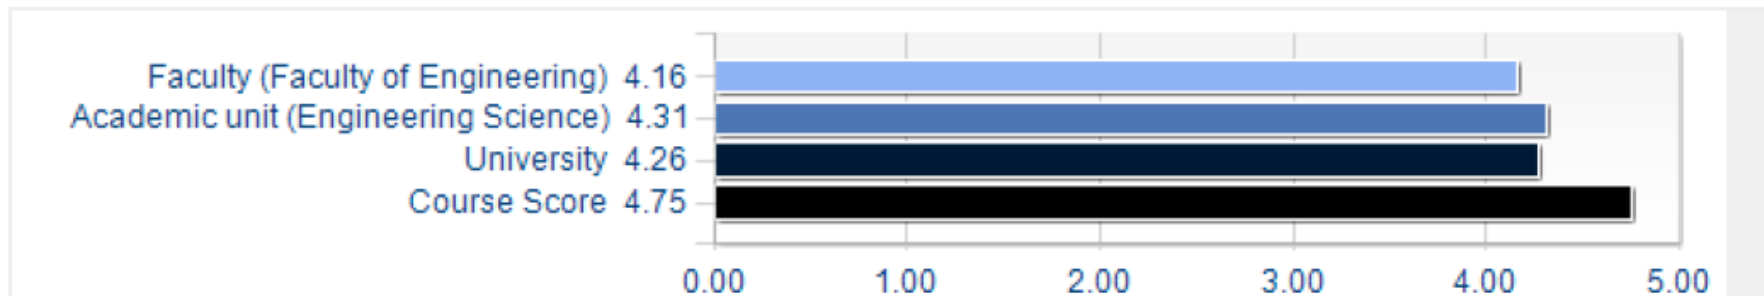 Faculty (Faculty of Engineering) 4.16
Academic unit (Engineering Science) 4.31
University 4.26
Course Score 4.75
0.00 1.00 2.00 3.00 4.00 5.00